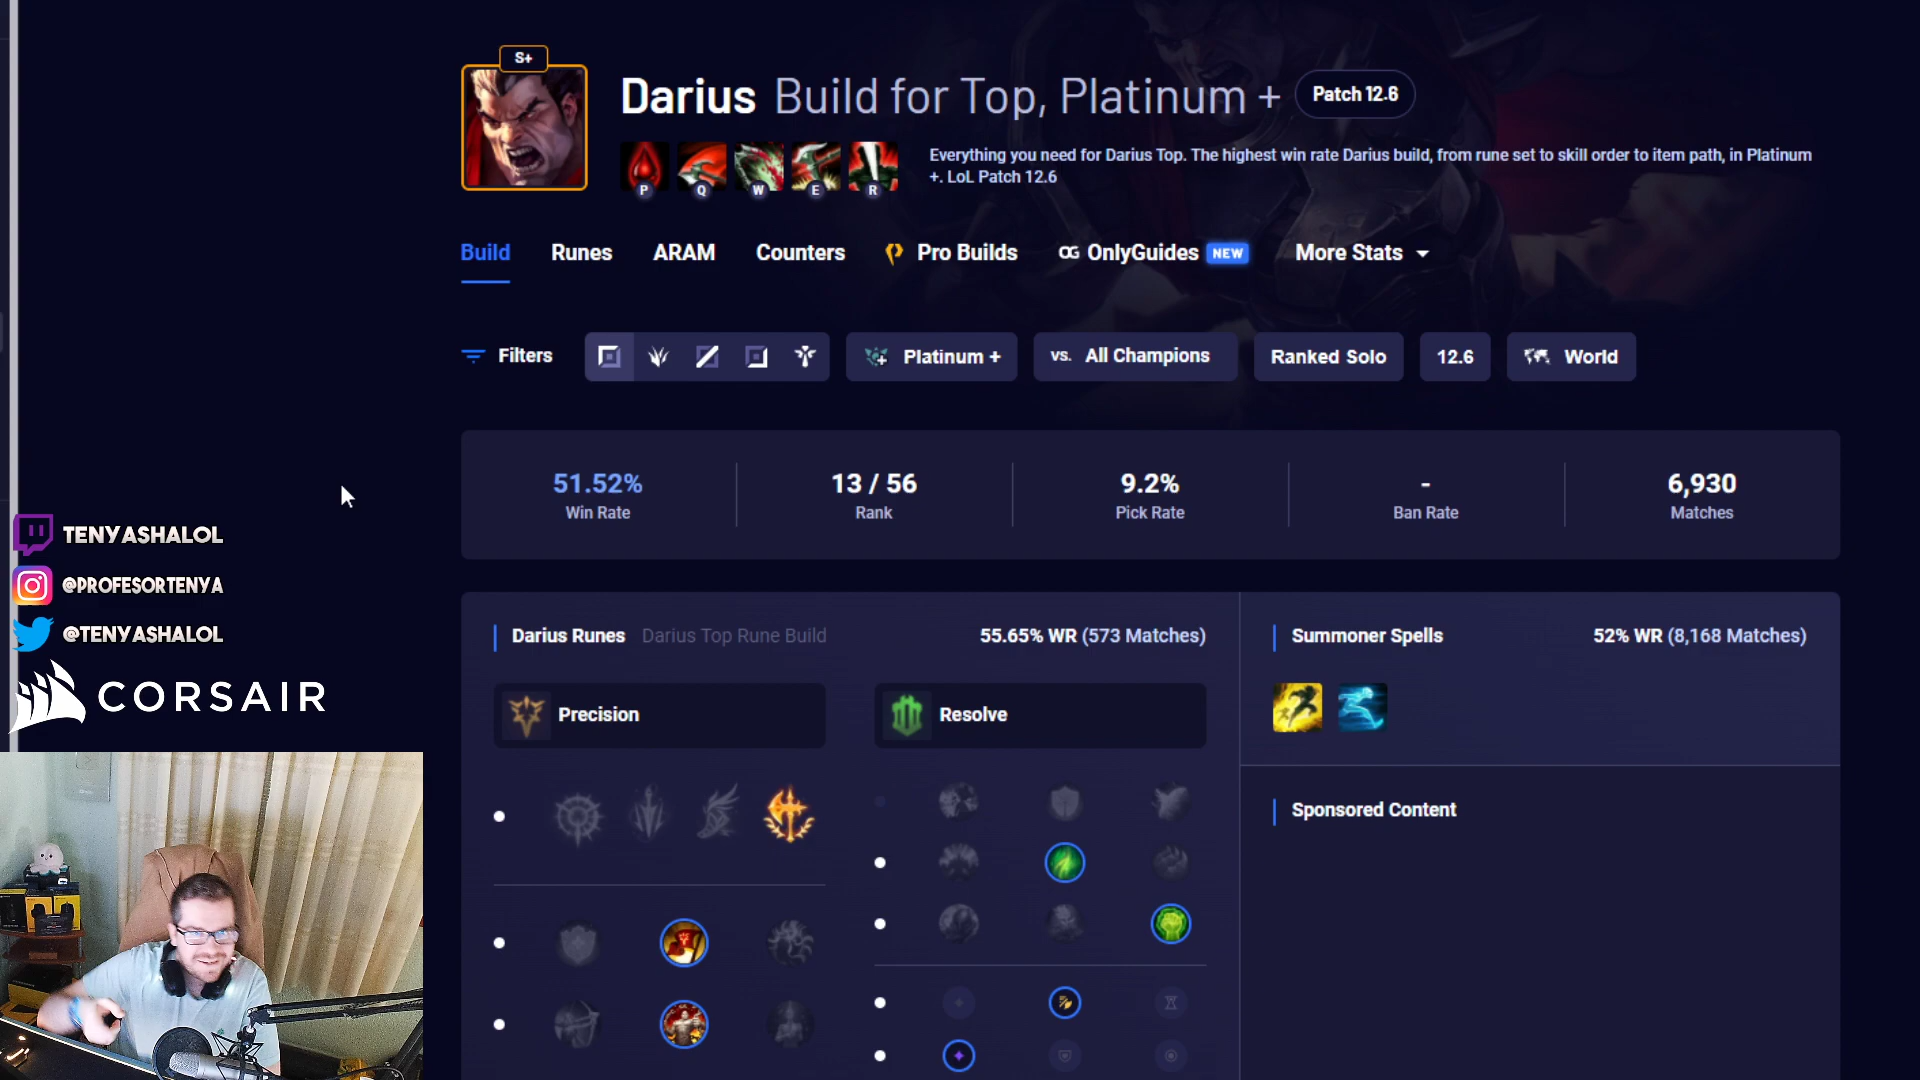 S+
Darius Build for Top, Platinum + Patch 12.6
P Q W E R
Everything you need for Darius Top. The highest win rate Darius build, from rune set to skill order to item path, in Platinum
+. LoL Patch 12.6
Build Runes ARAM Counters Pro Builds OG OnlyGuides NEW More Stats
Filters Platinum + vs. All Champions Ranked Solo 12.6 World
51.52% 13 / 56 9.2% - 6,930
Win Rate Rank Pick Rate Ban Rate Matches
TENYASHALOL
@PROFESORTENYA
@TENYASHALOL
CORSAIR
Darius Runes Darius Top Rune Build 55.65% WR (573 Matches)
Summoner Spells 52% WR (8,168 Matches)
Precision Resolve
Sponsored Content